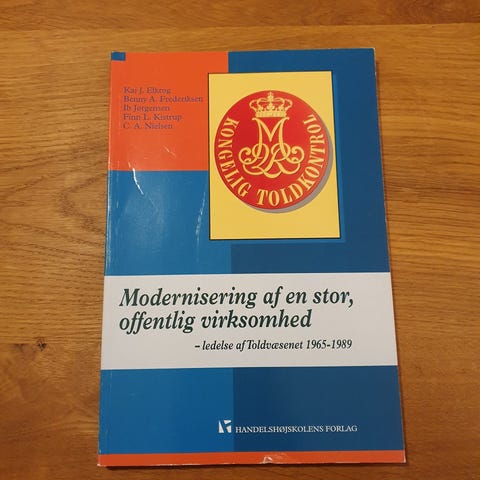 Kaj J. Elkrog
Benny A. Frederiksen
Ib Jørgensen
Finn L. Kistrup
C. A. Nielsen
KONGELIG TOLDKONTROL
Modernisering af en stor,
offentlig virksomhed
– ledelse af Toldvæsenet 1965-1989
HANDELSHØJSKOLENS FORLAG